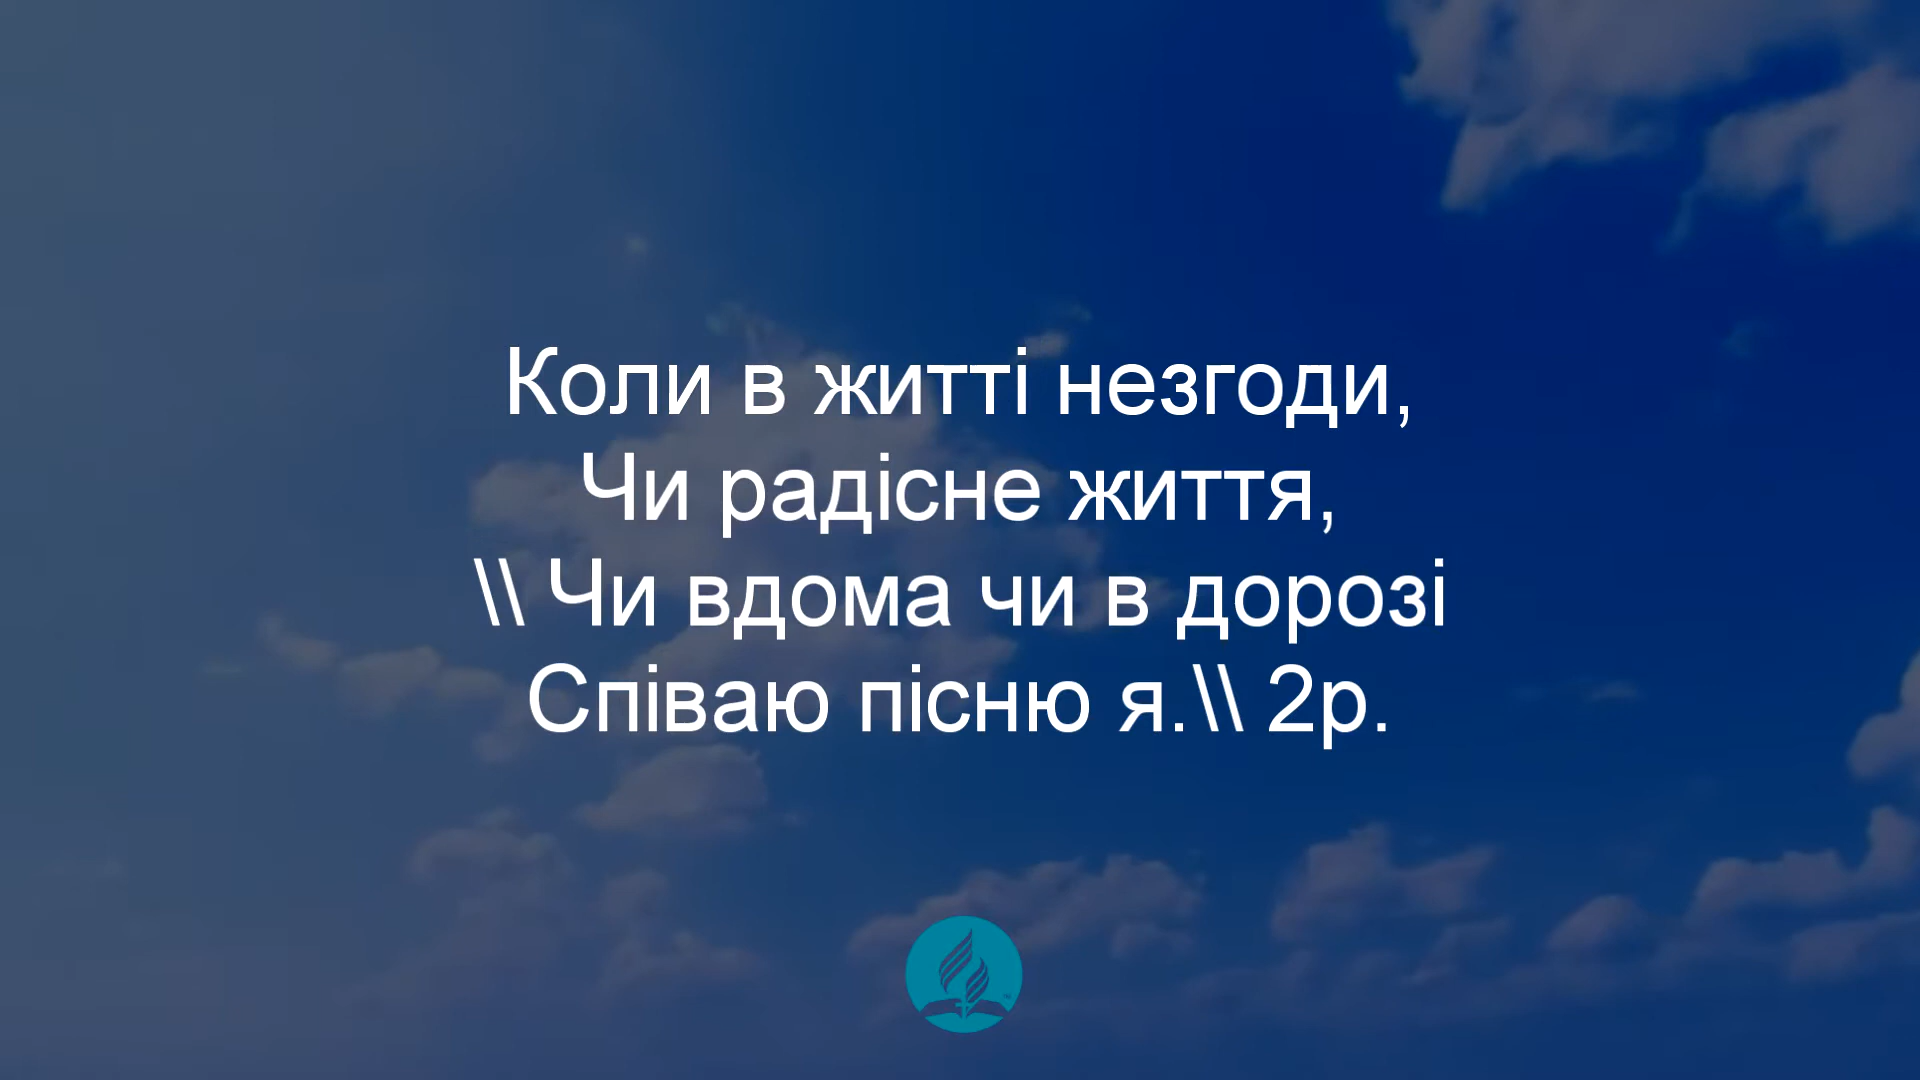 Коли в житті незгоди,
Чи радісне життя,
\\ Чи вдома чи в дорозі
Співаю пісню я.\\ 2р.